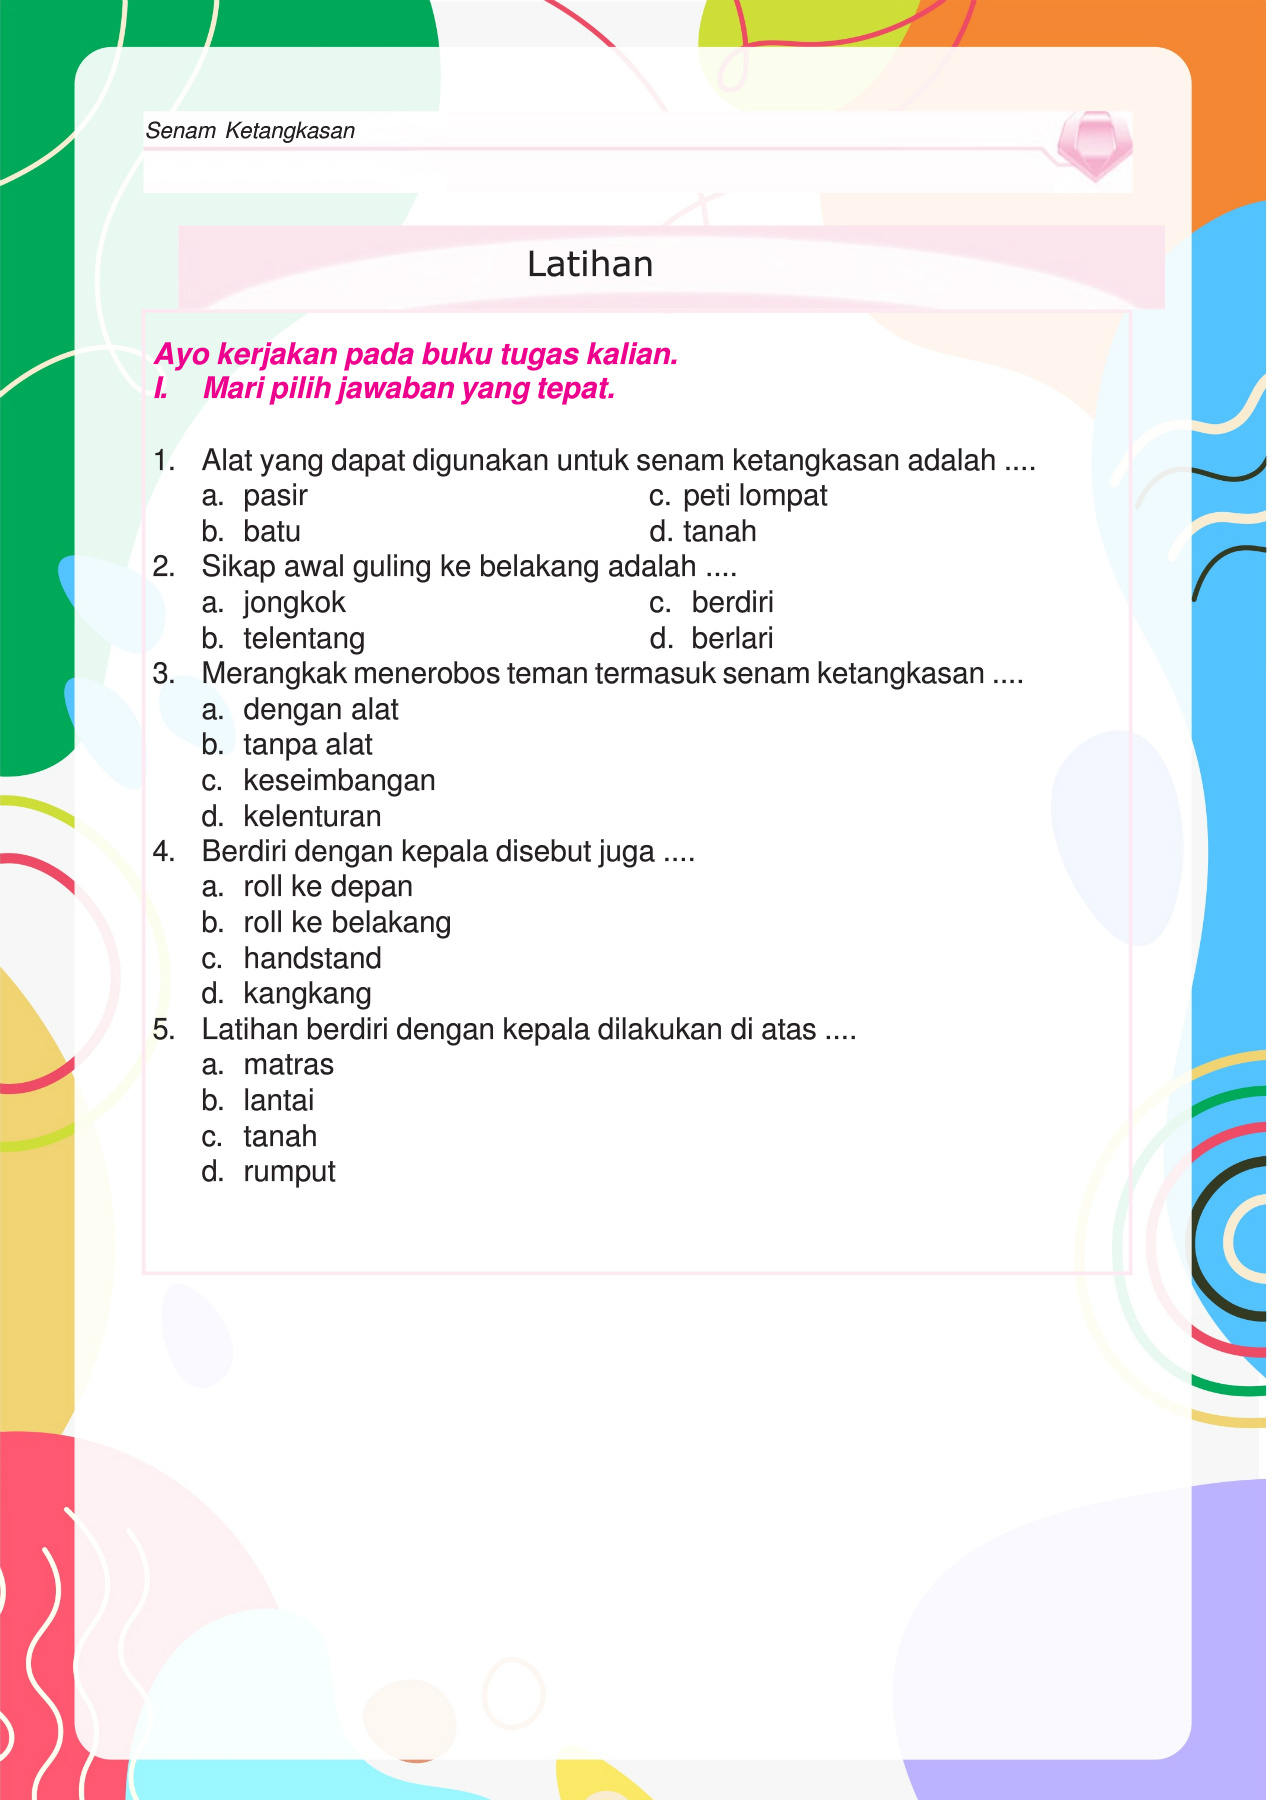 Senam Ketangkasan
Latihan
Ayo kerjakan pada buku tugas kalian.
I. Mari pilih jawaban yang tepat.
1. Alat yang dapat digunakan untuk senam ketangkasan adalah ....
a. pasir c. peti lompat
b. batu d. tanah
2. Sikap awal guling ke belakang adalah ....
a. jongkok c. berdiri
b. telentang d. berlari
3. Merangkak menerobos teman termasuk senam ketangkasan ....
a. dengan alat
b. tanpa alat
c. keseimbangan
d. kelenturan
4. Berdiri dengan kepala disebut juga ....
a. roll ke depan
b. roll ke belakang
c. handstand
d. kangkang
5. Latihan berdiri dengan kepala dilakukan di atas ....
a. matras
b. lantai
c. tanah
d. rumput